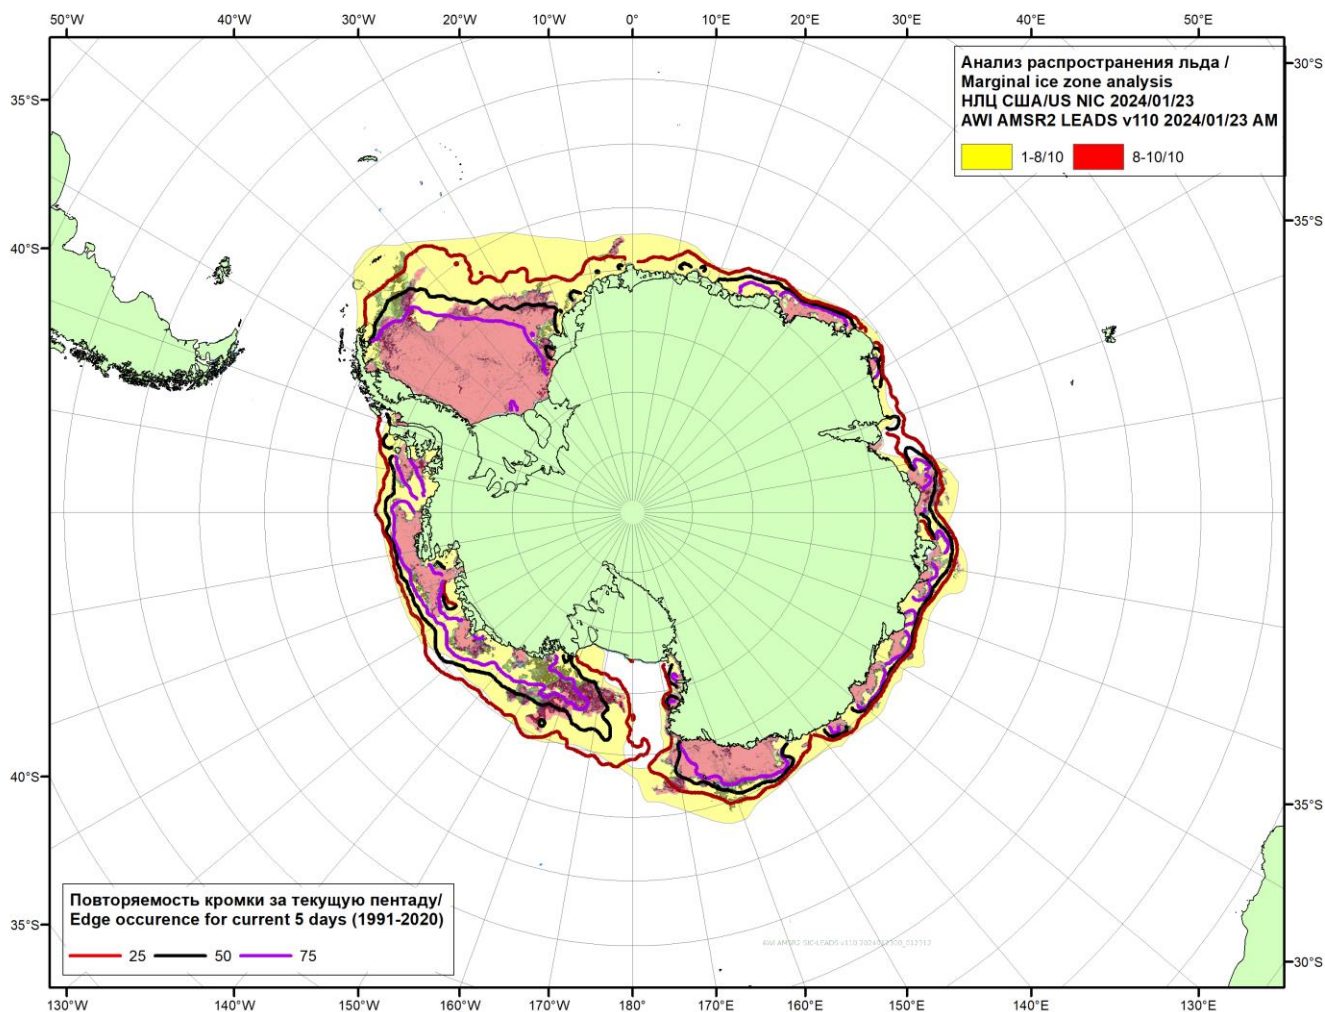 50°W 40°W 30°W 20°W 10°W 0° 10°E 20°E 30°E 40°E 50°E
Анализ распространения льда /
Marginal ice zone analysis
НЛЦ США/US NIC 2024/01/23
AWI AMSR2 LEADS v110 2024/01/23 AM
1-8/10 8-10/10
30°S
35°S
35°S
40°S
40°S
35°S
35°S
30°S
Повторяемость кромки за текущую пентаду/
Edge occurence for current 5 days (1991-2020)
25 50 75
130°W 140°W 150°W 160°W 170°W 180° 170°E 160°E 150°E 140°E 130°E